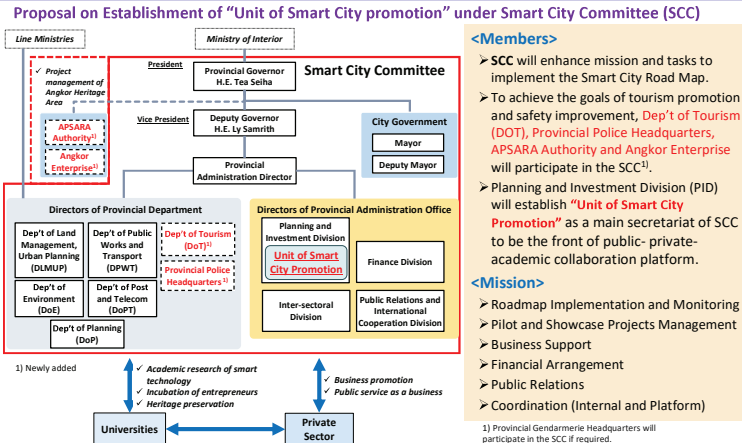 Proposal on Establishment of “Unit of Smart City promotion” under Smart City Committee (SCC)
Line Ministries
Ministry of Interior
Smart City Committee
President
Provincial Governor
H.E. Tea Seiha
✓ Project
management of
Angkor Heritage
Area
APSARA
Authority1)
Angkor
Enterprise1)
Vice President
Deputy Governor
H.E. Ly Samrith
City Government
Mayor
Deputy Mayor
Provincial
Administration Director
Directors of Provincial Department
Dep’t of Land
Management,
Urban Planning
(DLMUP)
Dep’t of Public
Works and
Transport
(DPWT)
Dep’t of Tourism
(DoT)1)
Provincial Police
Headquarters 1)
Dep’t of
Environment
(DoE)
Dep’t of Post
and Telecom
(DoPT)
Dep’t of Planning
(DoP)
Directors of Provincial Administration Office
Planning and
Investment Division
Unit of Smart
City Promotion
Finance Division
Inter-sectoral
Division
Public Relations and
International
Cooperation Division
1) Newly added
✓ Academic research of smart
technology
✓ Incubation of entrepreneurs
✓ Heritage preservation
✓ Business promotion
✓ Public service as a business
Universities
Private
Sector
<Members>
➢ SCC will enhance mission and tasks to
implement the Smart City Road Map.
➢ To achieve the goals of tourism promotion
and safety improvement, Dep’t of Tourism
(DOT), Provincial Police Headquarters,
APSARA Authority and Angkor Enterprise
will participate in the SCC1).
➢ Planning and Investment Division (PID)
will establish “Unit of Smart City
Promotion” as a main secretariat of SCC
to be the front of public- private-
academic collaboration platform.
<Mission>
➢ Roadmap Implementation and Monitoring
➢ Pilot and Showcase Projects Management
➢ Business Support
➢ Financial Arrangement
➢ Public Relations
➢ Coordination (Internal and Platform)
1) Provincial Gendarmerie Headquarters will
participate in the SCC if required.